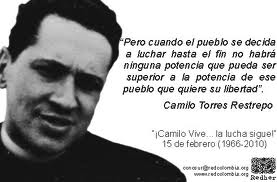 "Pero cuando el pueblo se decida
a luchar hasta el fin no habrá
ninguna potencia que pueda ser
superior a la potencia de ese
pueblo que quiere su libertad".
Camilo Torres Restrepo
"¡Camilo Vive... la lucha sigue!"
15 de febrero (1966-2010)
concour@redcolombia.org
www.redcolombia.org
Redher